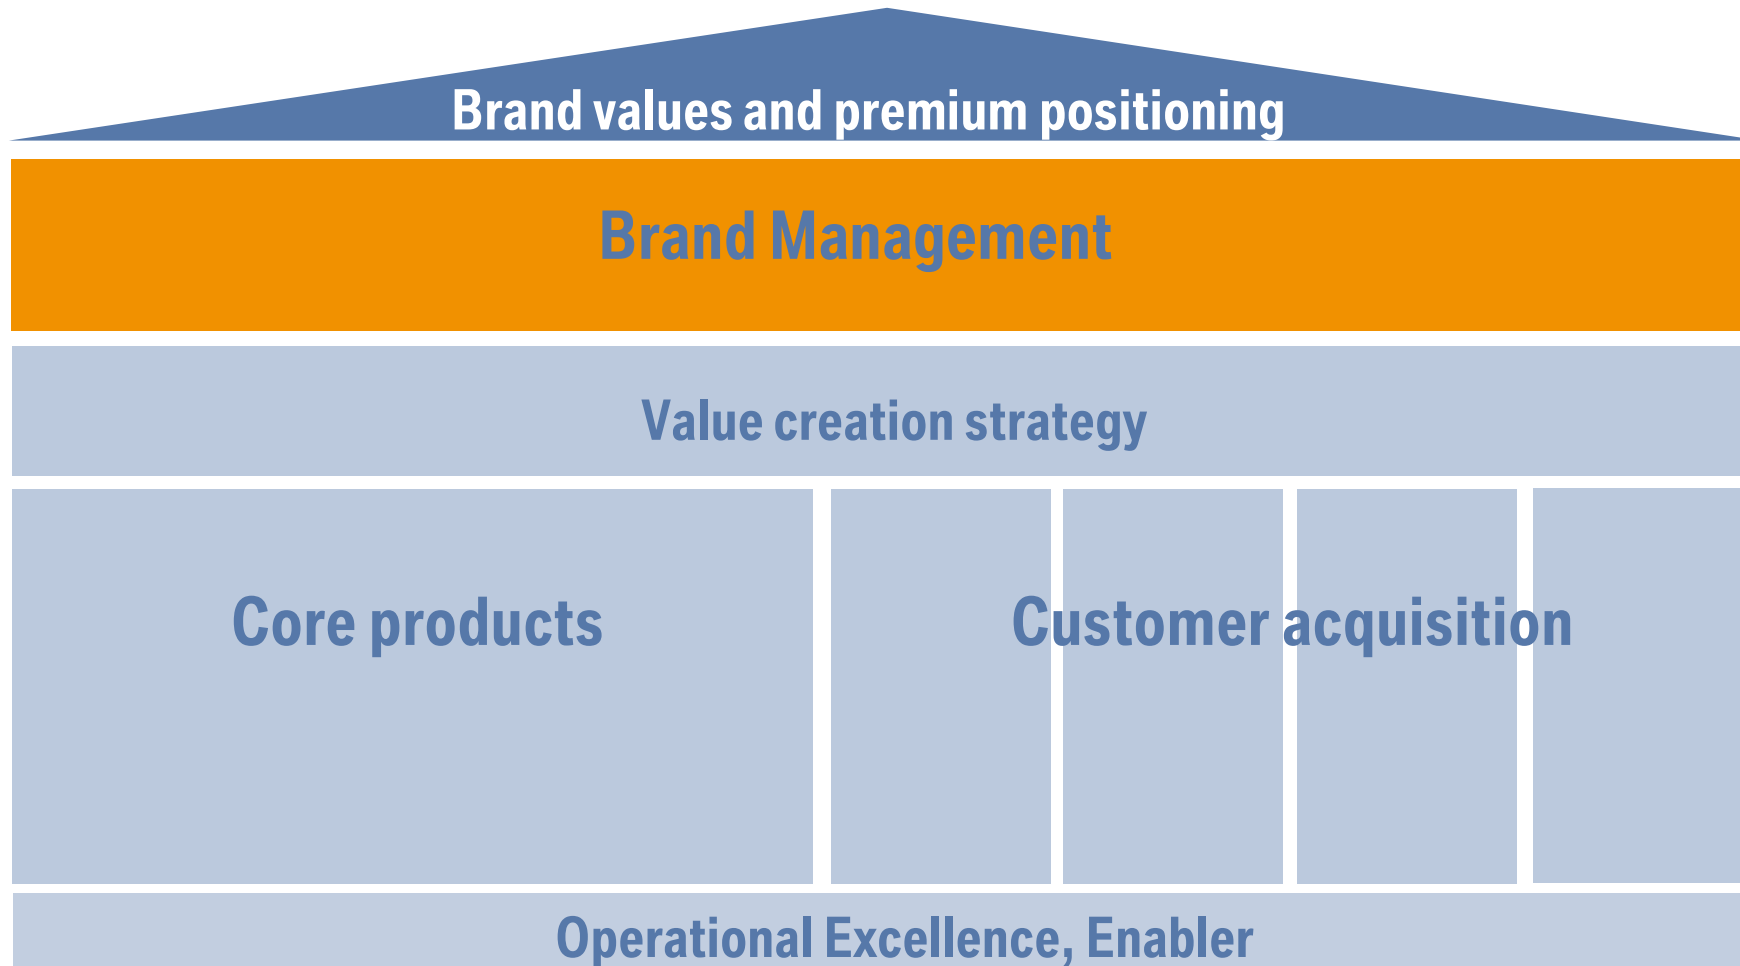 Brand values and premium positioning
Brand Management
Value creation strategy
Core products
Customer acquisition
Operational Excellence, Enabler